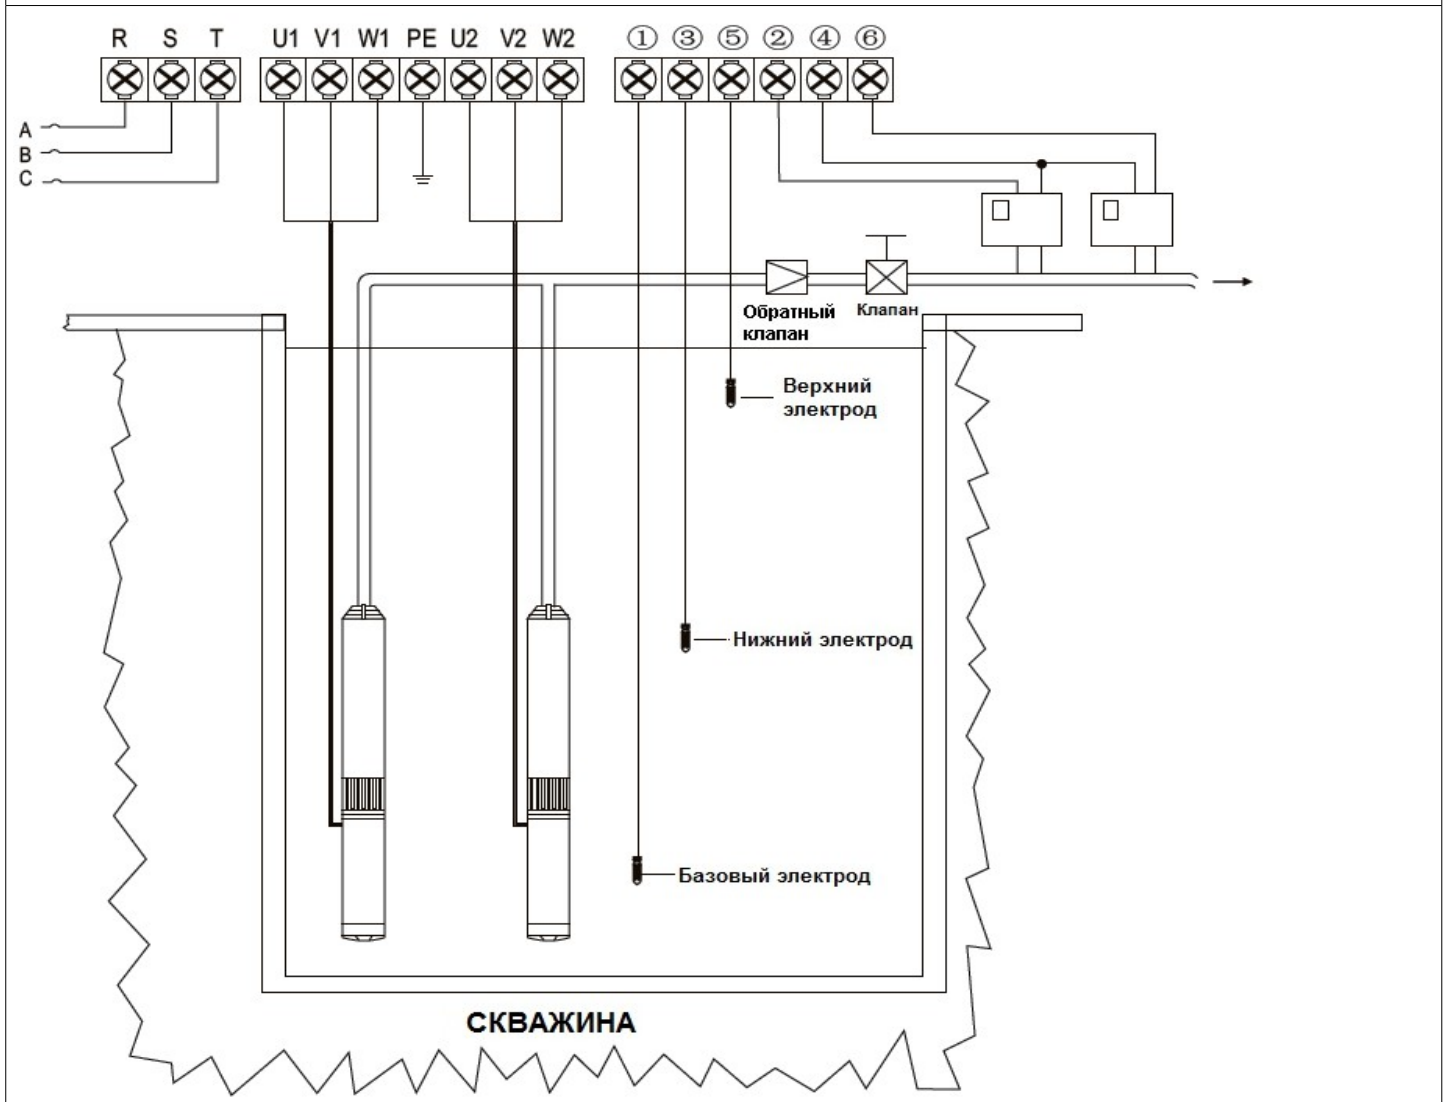 R S T U1 V1 W1 PE U2 V2 W2 ① ③ ⑤ ② ④ ⑥
A
B
C
Обратный
клапан
Клапан
Верхний
электрод
Нижний электрод
Базовый электрод
СКВАЖИНА